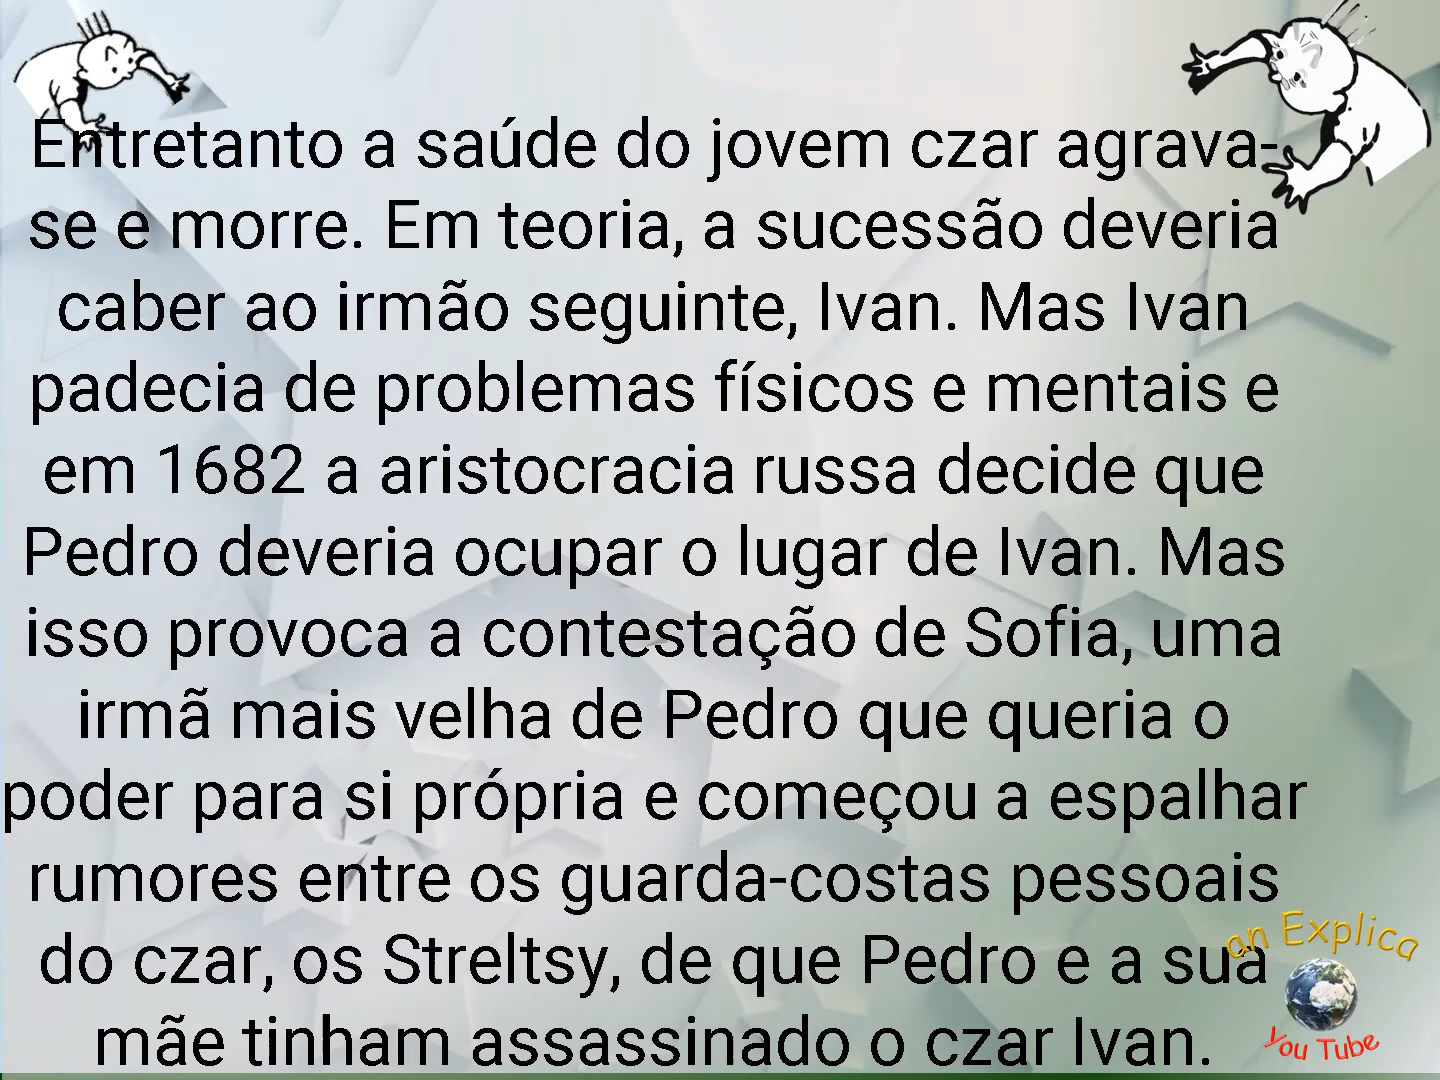 Entretanto a saúde do jovem czar agrava-
se e morre. Em teoria, a sucessão deveria
caber ao irmão seguinte, Ivan. Mas Ivan
padecia de problemas físicos e mentais e
em 1682 a aristocracia russa decide que
Pedro deveria ocupar o lugar de Ivan. Mas
isso provoca a contestação de Sofia, uma
irmã mais velha de Pedro que queria o
poder para si própria e começou a espalhar
rumores entre os guarda-costas pessoais
do czar, os Streltsy, de que Pedro e a sua
mãe tinham assassinado o czar Ivan.
an Explica
You Tube